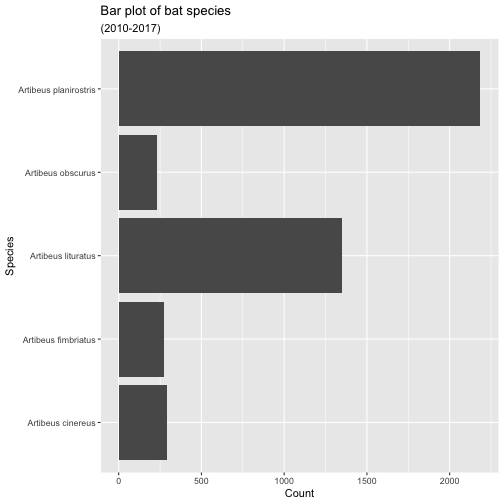 Bar plot of bat species
(2010-2017)
Species
Artibeus planirostris
Artibeus obscurus
Artibeus lituratus
Artibeus fimbriatus
Artibeus cinereus
0 500 1000 1500 2000
Count